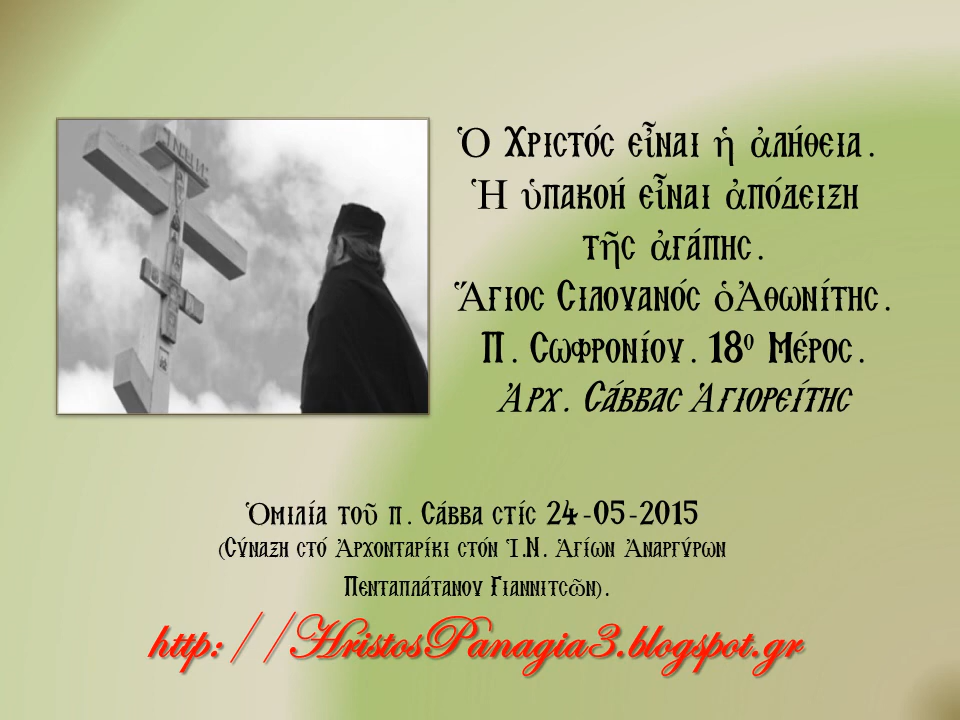 Ὁ Χριστός εἶναι ἡ ἀλήθεια.
Ἡ ὑπακοή εἶναι ἀπόδειξη
τῆς ἀγάπης.
Ἅγιος Σιλουανός ὁἈθωνίτης.
Π. Σωφρονίου. 18ο Μέρος.
Ἀρχ. Σάββας Ἁγιορείτης
Ὁμιλία τοῦ π. Σάββα στίς 24-05-2015
(Σύναξη στό Ἀρχονταρίκι στόν Ἱ.Ν. Ἁγίων Ἀναργύρων
Πενταπλάτανου Γιαννιτσῶν).
http://HristosPanagia3.blogspot.gr